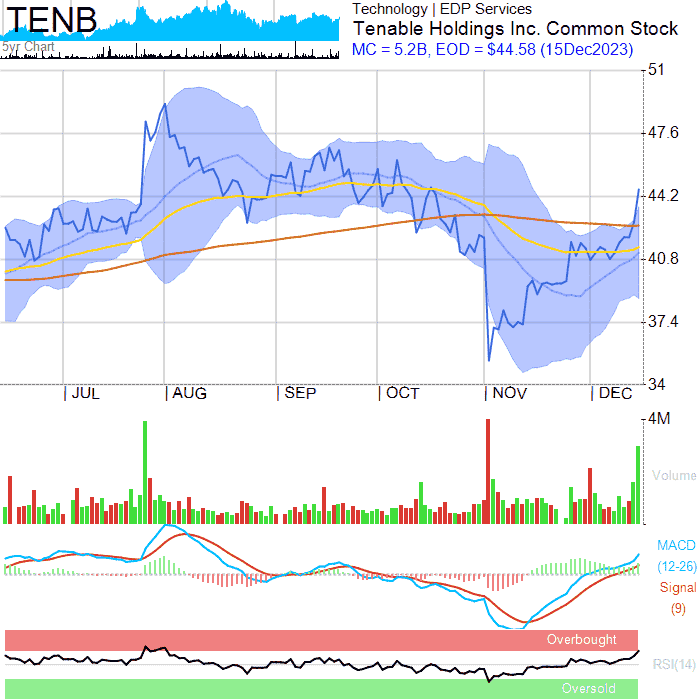 TENB
5yr Chart
Technology | EDP Services
Tenable Holdings Inc. Common Stock
MC = 5.2B, EOD = $44.58 (15Dec2023)
51
47.6
44.2
40.8
37.4
34
| JUL | AUG | SEP | OCT | NOV | DEC
4M
Volume
MACD
(12-26)
Signal
(9)
Overbought
RSI(14)
Oversold